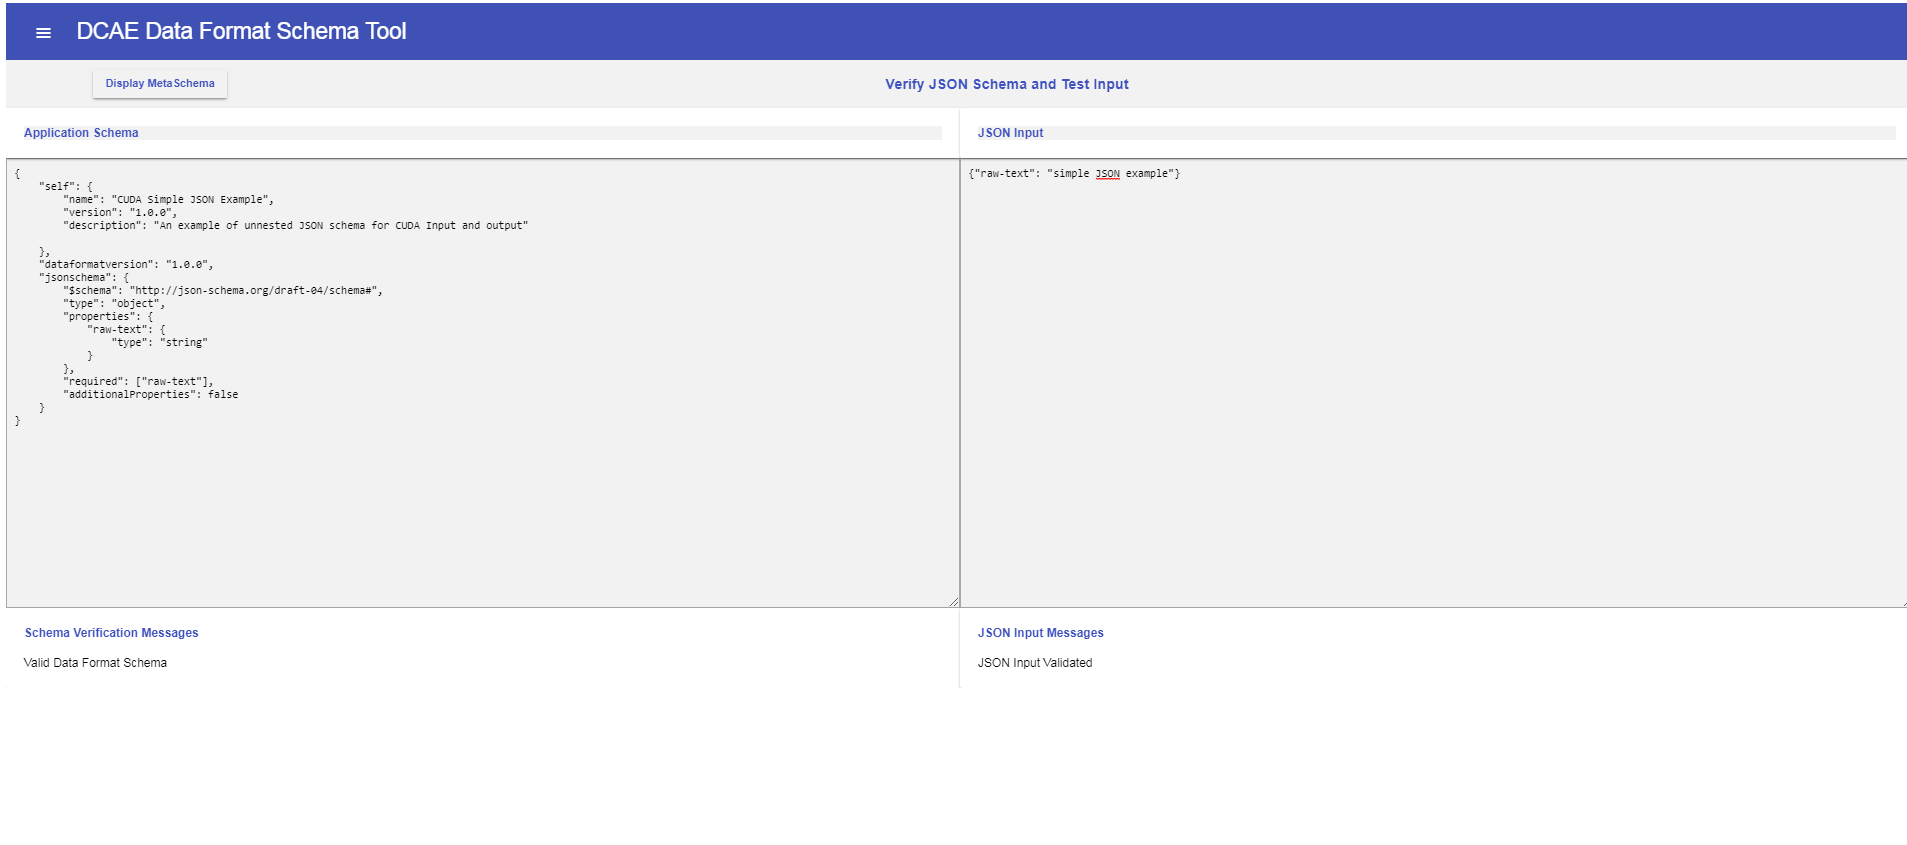 DCAE Data Format Schema Tool
Display MetaSchema
Verify JSON Schema and Test Input
Application Schema
{
    "self": {
        "name": "CUDA Simple JSON Example",
        "version": "1.0.0",
        "description": "An example of unnested JSON schema for CUDA Input and output"
    },
    "dataformatversion": "1.0.0",
    "jsonschema": {
        "$schema": "http://json-schema.org/draft-04/schema#",
        "type": "object",
        "properties": {
            "raw-text": {
                "type": "string"
            }
        },
        "required": ["raw-text"],
        "additionalProperties": false
    }
}
JSON Input
{"raw-text": "simple JSON example"}
Schema Verification Messages
Valid Data Format Schema
JSON Input Messages
JSON Input Validated